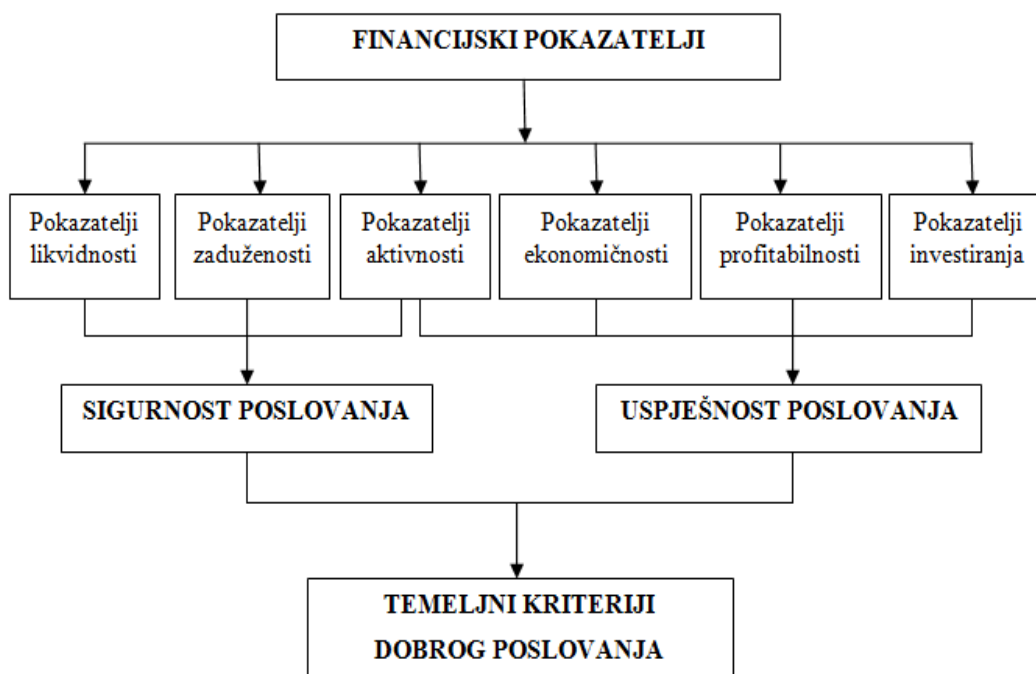 FINANCIJSKI POKAZATELJI
Pokazatelji
likvidnosti
Pokazatelji
zaduženosti
Pokazatelji
aktivnosti
Pokazatelji
ekonomičnosti
Pokazatelji
profitabilnosti
Pokazatelji
investiranja
SIGURNOST POSLOVANJA
USPJEŠNOST POSLOVANJA
TEMELJNI KRITERIJI
DOBROG POSLOVANJA